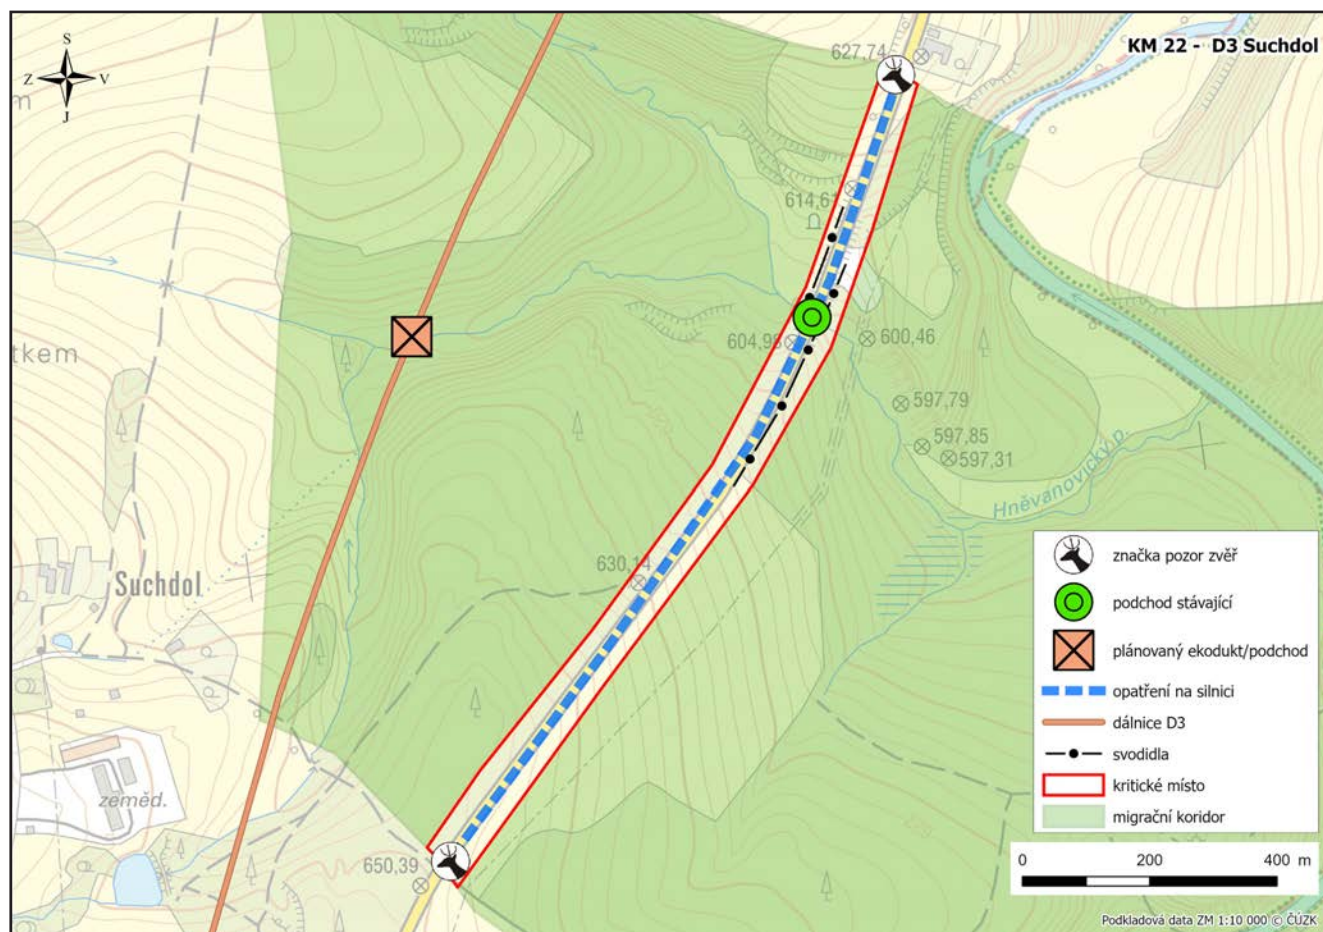 KM 22 - D3 Suchdol
S
Z V
J
627,74
614,61
604,98
600,46
597,79
597,85
597,31
Hněvanovický p.
tkem
630,14
Suchdol
zeměd.
650,39
značka pozor zvěř
podchod stávající
plánovaný ekodukt/podchod
opatření na silnici
dálnice D3
svodidla
kritické místo
migrační koridor
0 200 400 m
Podkladová data ZM 1:10 000 © ČÚZK